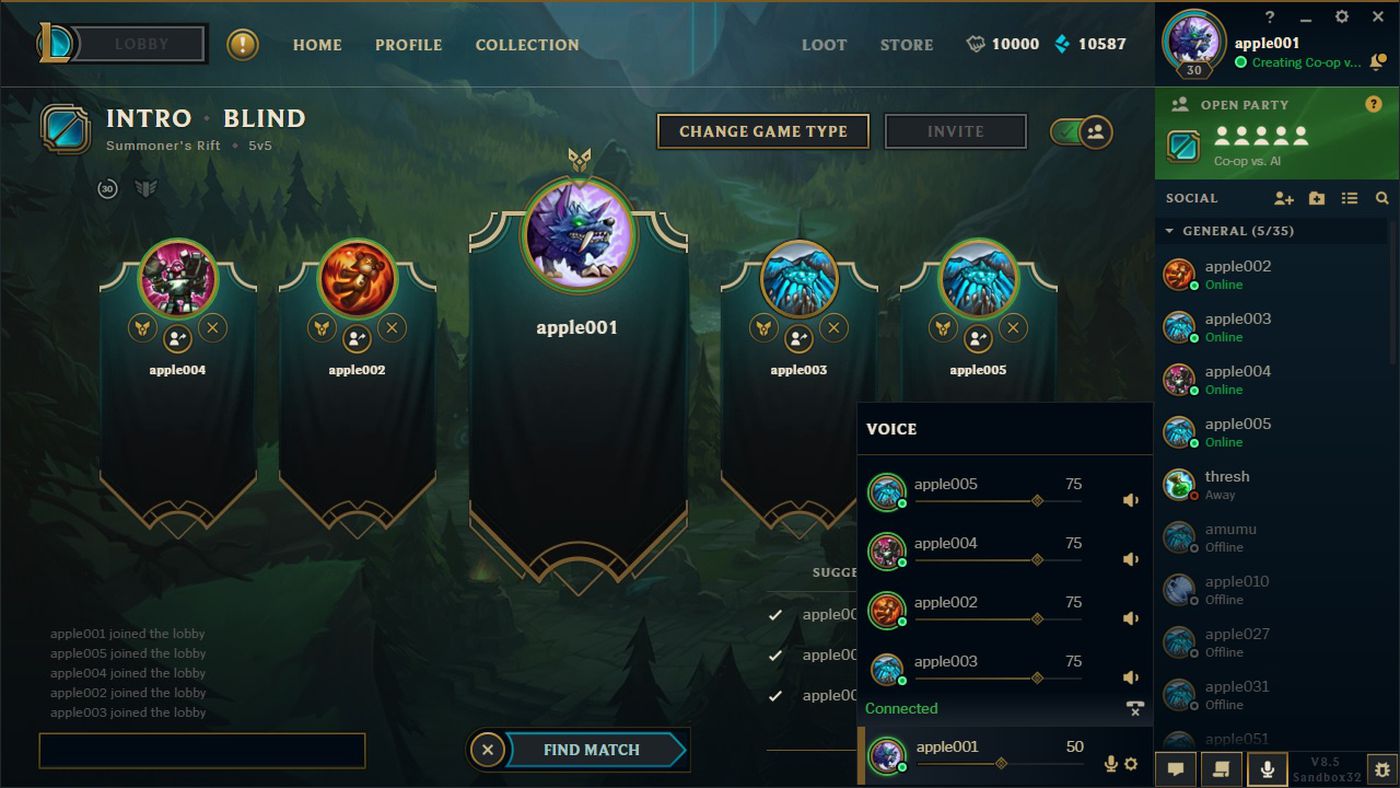 LOBBY
HOME
PROFILE
COLLECTION
LOOT
STORE
10000
10587
apple001
30
Creating Co-op v...
INTRO • BLIND
Summoner's Rift • 5v5
30
CHANGE GAME TYPE
INVITE
OPEN PARTY
Co-op vs. AI
SOCIAL
GENERAL (5/35)
apple002
Online
apple003
Online
apple004
Online
apple005
Online
thresh
Away
amumu
Offline
apple010
Offline
apple027
Offline
apple031
Offline
apple051
apple004
apple002
apple001
apple003
apple005
VOICE
apple005 75
apple004 75
apple002 75
apple003 75
Connected
apple001 50
SUGGE
apple00
apple00
apple00
apple001 joined the lobby
apple005 joined the lobby
apple004 joined the lobby
apple002 joined the lobby
apple003 joined the lobby
FIND MATCH
V8.5
Sandbox32